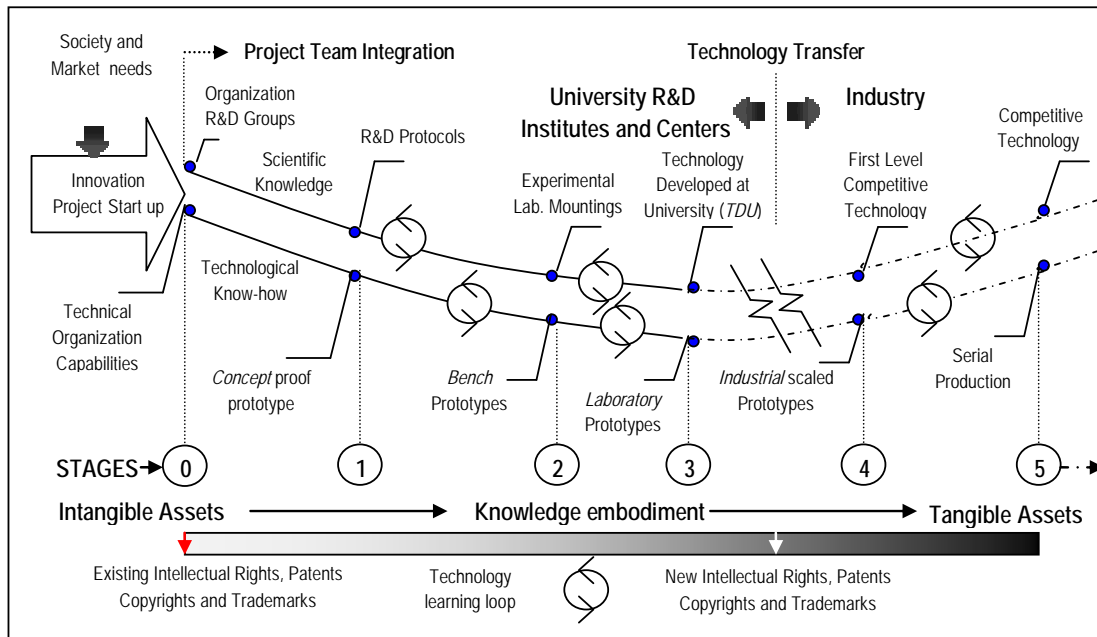 Society and
Market needs
Project Team Integration
Technology Transfer
Organization
R&D Groups
University R&D
Institutes and Centers
Industry
Competitive
Technology
R&D Protocols
Scientific
Knowledge
Innovation
Project Start up
Experimental
Lab. Mountings
Technology
Developed at
University (TDU)
First Level
Competitive
Technology
Technological
Know-how
Technical
Organization
Capabilities
Concept proof
prototype
Bench
Prototypes
Laboratory
Prototypes
Industrial scaled
Prototypes
Serial
Production
STAGES
0
1
2
3
4
5
Intangible Assets
Knowledge embodiment
Tangible Assets
Existing Intellectual Rights, Patents
Copyrights and Trademarks
Technology
learning loop
New Intellectual Rights, Patents
Copyrights and Trademarks